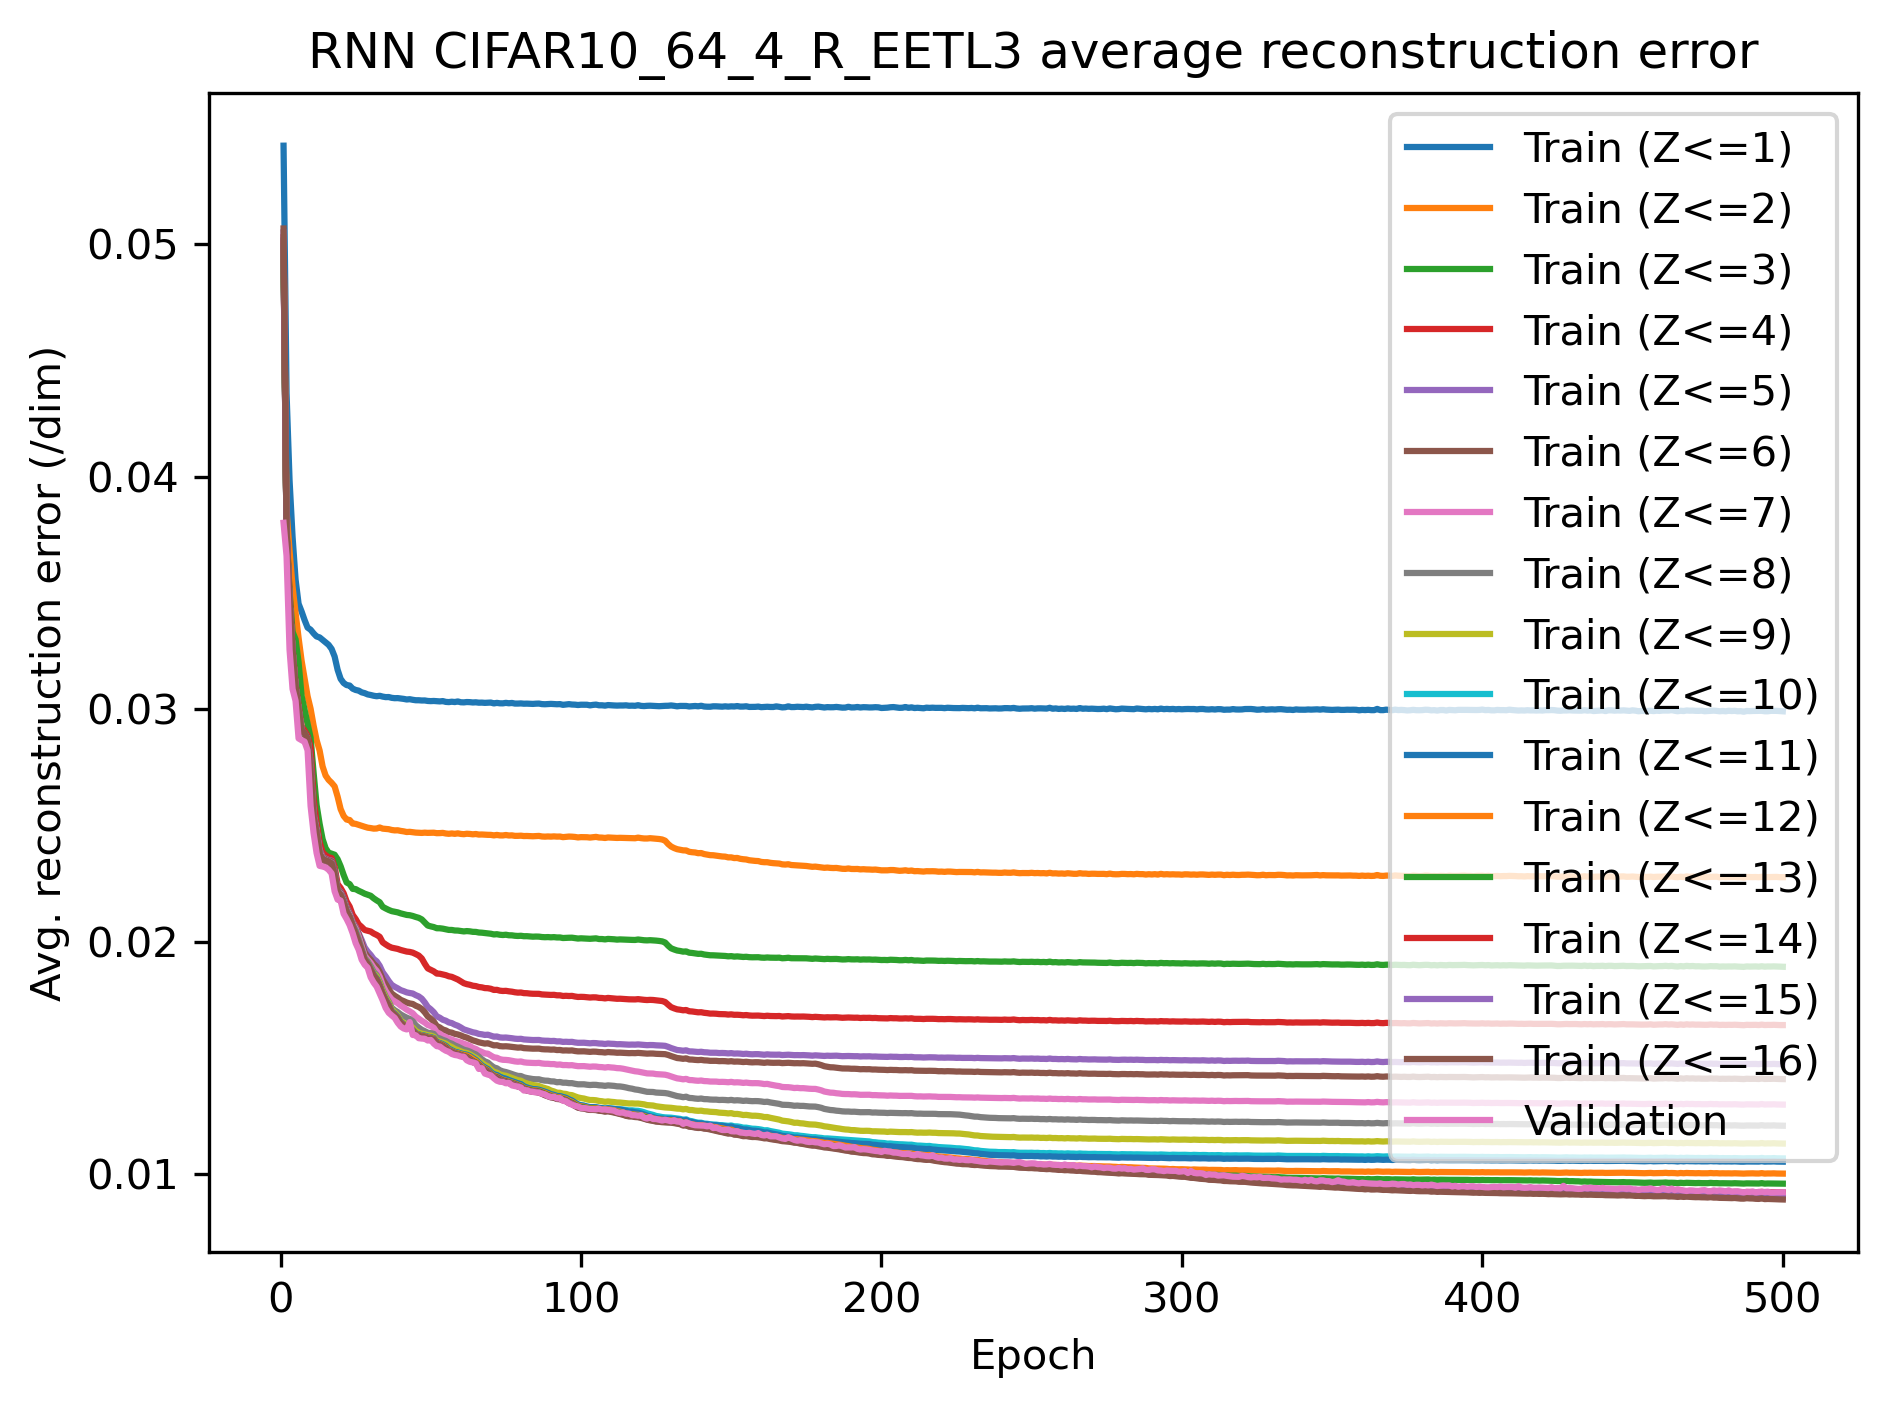 RNN CIFAR10_64_4_R_EETL3 average reconstruction error
Avg. reconstruction error (/dim)
0.05
0.04
0.03
0.02
0.01
Train (Z<=1)
Train (Z<=2)
Train (Z<=3)
Train (Z<=4)
Train (Z<=5)
Train (Z<=6)
Train (Z<=7)
Train (Z<=8)
Train (Z<=9)
Train (Z<=10)
Train (Z<=11)
Train (Z<=12)
Train (Z<=13)
Train (Z<=14)
Train (Z<=15)
Train (Z<=16)
Validation
0 100 200 300 400 500
Epoch